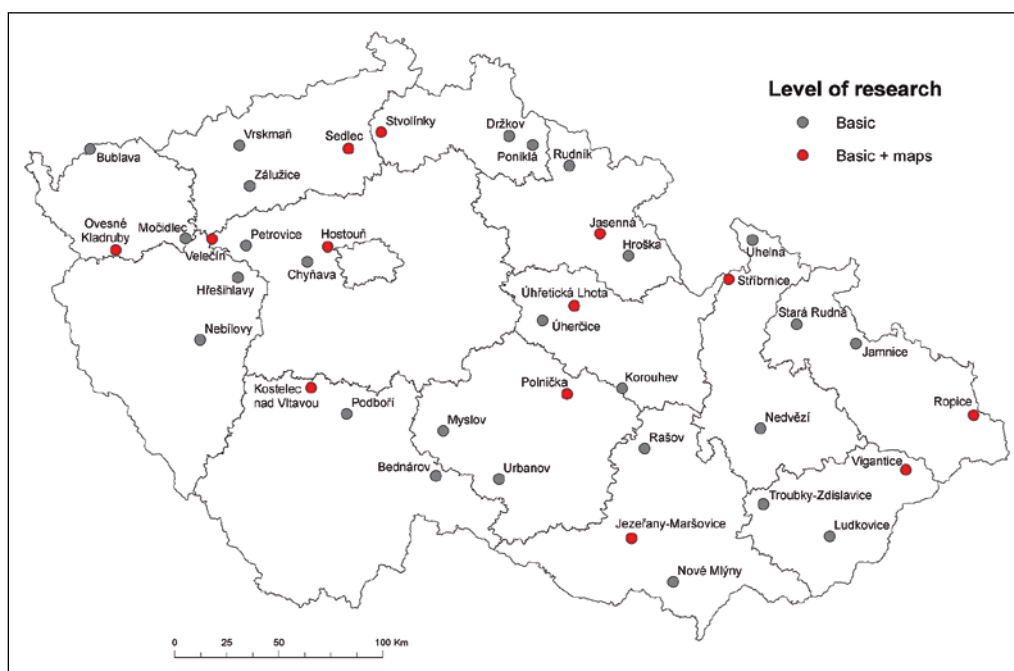 Level of research
Basic
Basic + maps
Stvolínky
Držkov
Vrskmaň
Sedlec
Poniklá
Rudník
Bublava
Zálužice
Ovesné
Kladruby
Močidlec
Petrovice
Hostouň
Jasenná
Velečín
Chyňava
Hroška
Úhelná
Hřešihlavy
Stříbrnice
Úhřetická Lhota
Úherčice
Stará Rudná
Nebílovy
Jamnice
Kostelec
nad Vltavou
Podboří
Polnička
Korouhev
Ropice
Myslov
Nedvězí
Rašov
Bednárov
Urbanov
Vigantice
Troubky-Zdislavice
Jezeřany-Maršovice
Ludkovice
Nové Mlýny
0 25 50 100 Km